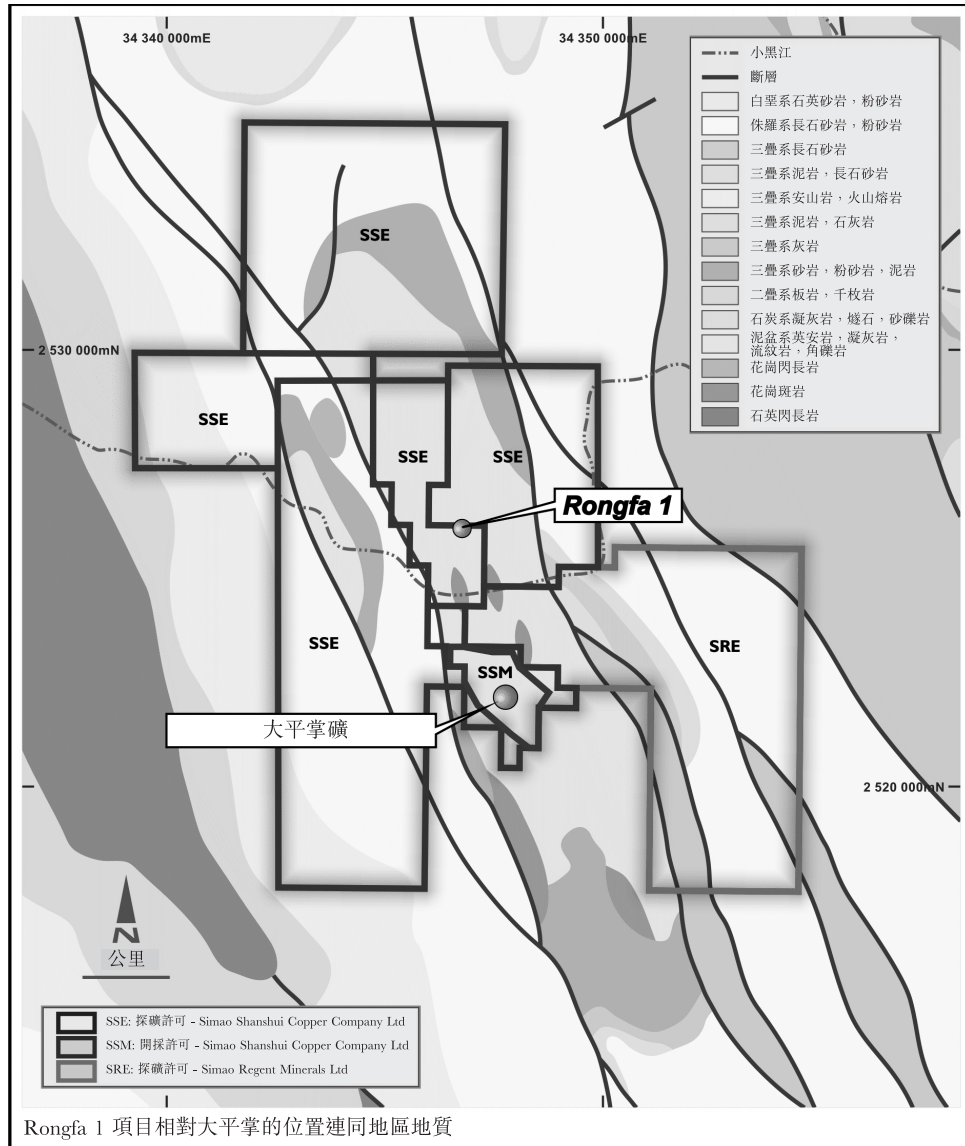 34 340 000mE
34 350 000mE
小黑江
斷層
白堊系石英砂岩，粉砂岩
侏羅系長石砂岩，粉砂岩
三疊系長石砂岩
三疊系泥岩，長石砂岩
三疊系安山岩，火山熔岩
三疊系泥岩，石灰岩
三疊系灰岩
三疊系砂岩，粉砂岩，泥岩
二疊系板岩，千枚岩
石炭系凝灰岩，燧石，砂礫岩
泥盆系英安岩，凝灰岩，
流紋岩，角礫岩
花崗閃長岩
花崗斑岩
石英閃長岩
SSE
2 530 000mN
SSE
SSE
SSE
Rongfa 1
SSE
SRE
SSM
大平掌礦
2 520 000mN
N
公里
SSE: 探礦許可 - Simao Shanshui Copper Company Ltd
SSM: 開採許可 - Simao Shanshui Copper Company Ltd
SRE: 探礦許可 - Simao Regent Minerals Ltd
Rongfa 1 項目相對大平掌的位置連同地區地質